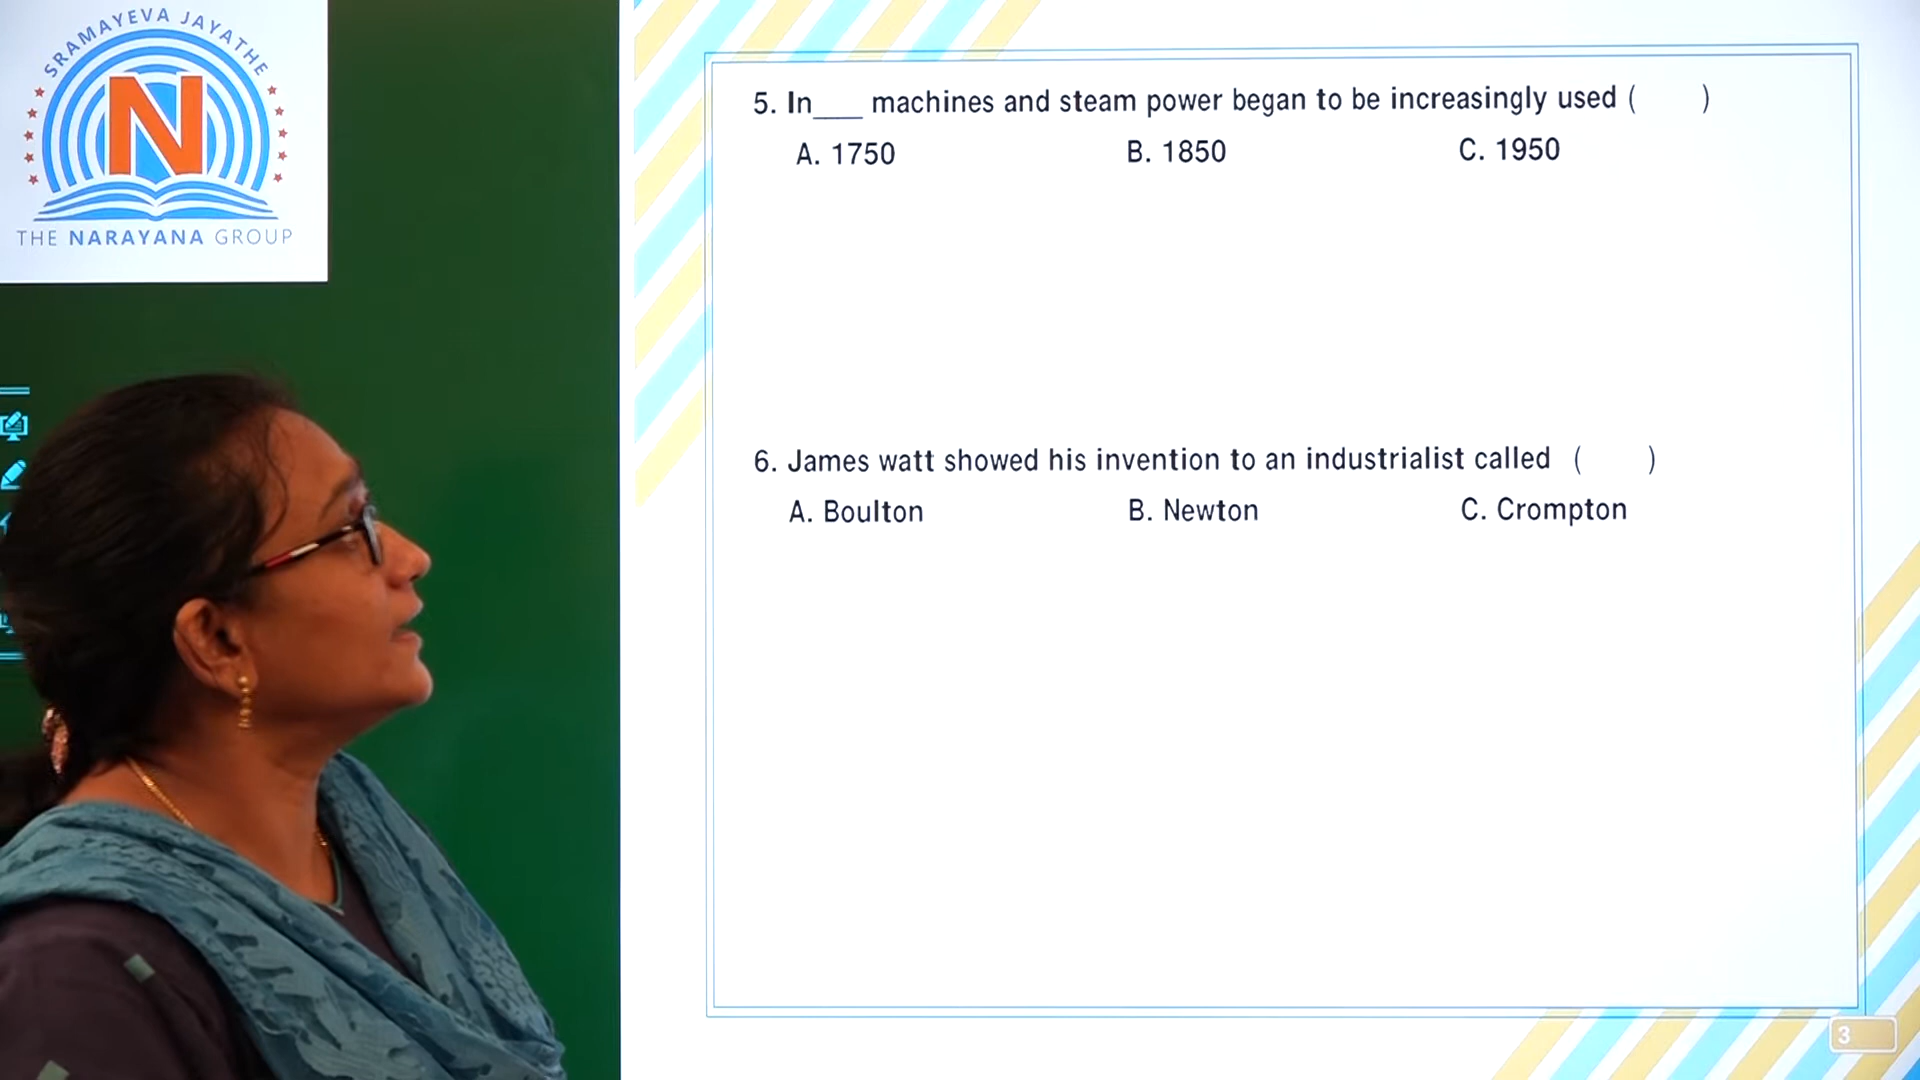 SRAMAYEVA JAYATHE
N
THE NARAYANA GROUP
5. In____ machines and steam power began to be increasingly used ( )
A. 1750 B. 1850 C. 1950
6. James watt showed his invention to an industrialist called ( )
A. Boulton B. Newton C. Crompton
3